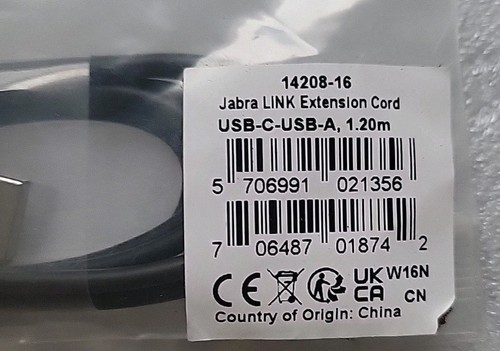 14208-16
Jabra LINK Extension Cord
USB-C-USB-A, 1.20m
5 706991 021356
7 06487 01874 2
CE UK CA W16N
CN
Country of Origin: China